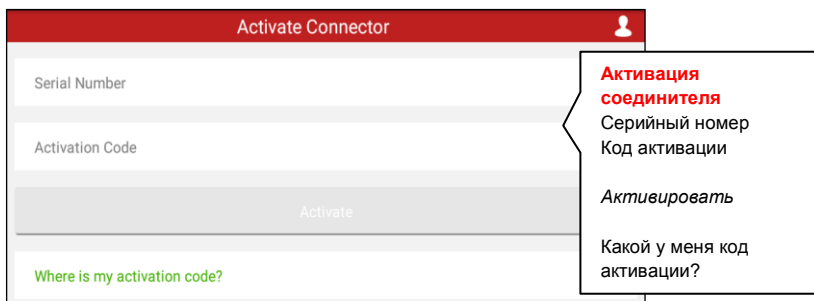 Activate Connector
Serial Number
Activation Code
Activate
Where is my activation code?
Активация
соединителя
Серийный номер
Код активации
Активировать
Какой у меня код
активации?